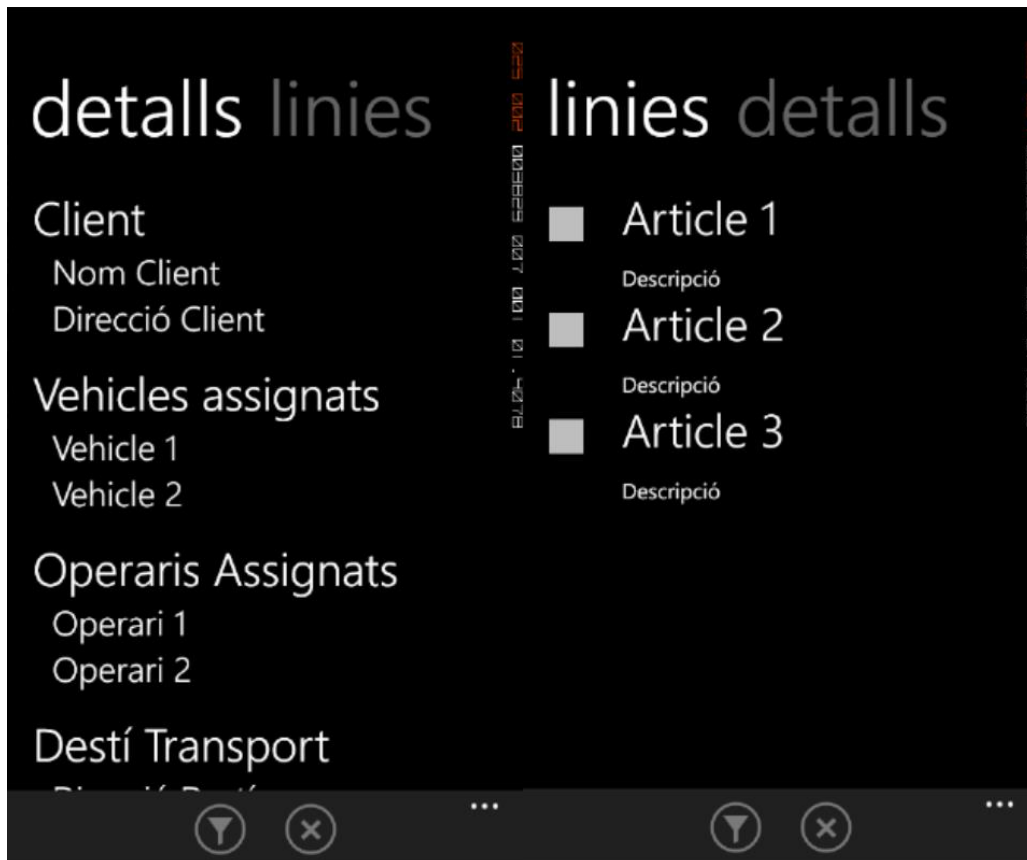 detalls linies
Client
Nom Client
Direcció Client
Vehicles assignats
Vehicle 1
Vehicle 2
Operaris Assignats
Operari 1
Operari 2
Destí Transport
linies detalls
Article 1
Descripció
Article 2
Descripció
Article 3
Descripció